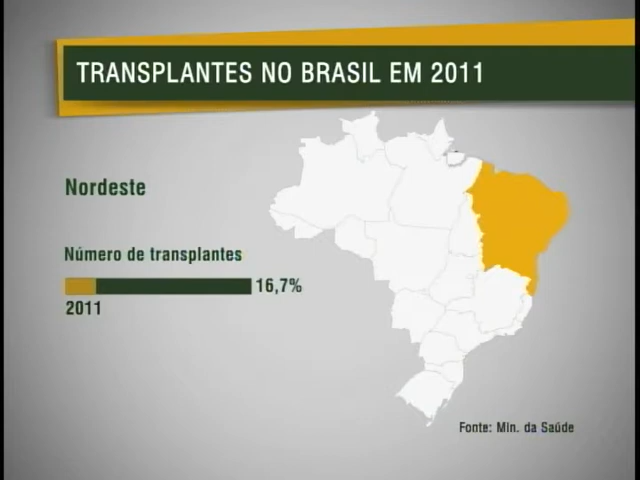 TRANSPLANTES NO BRASIL EM 2011
Nordeste
Número de transplantes
16,7%
2011
Fonte: Min. da Saúde